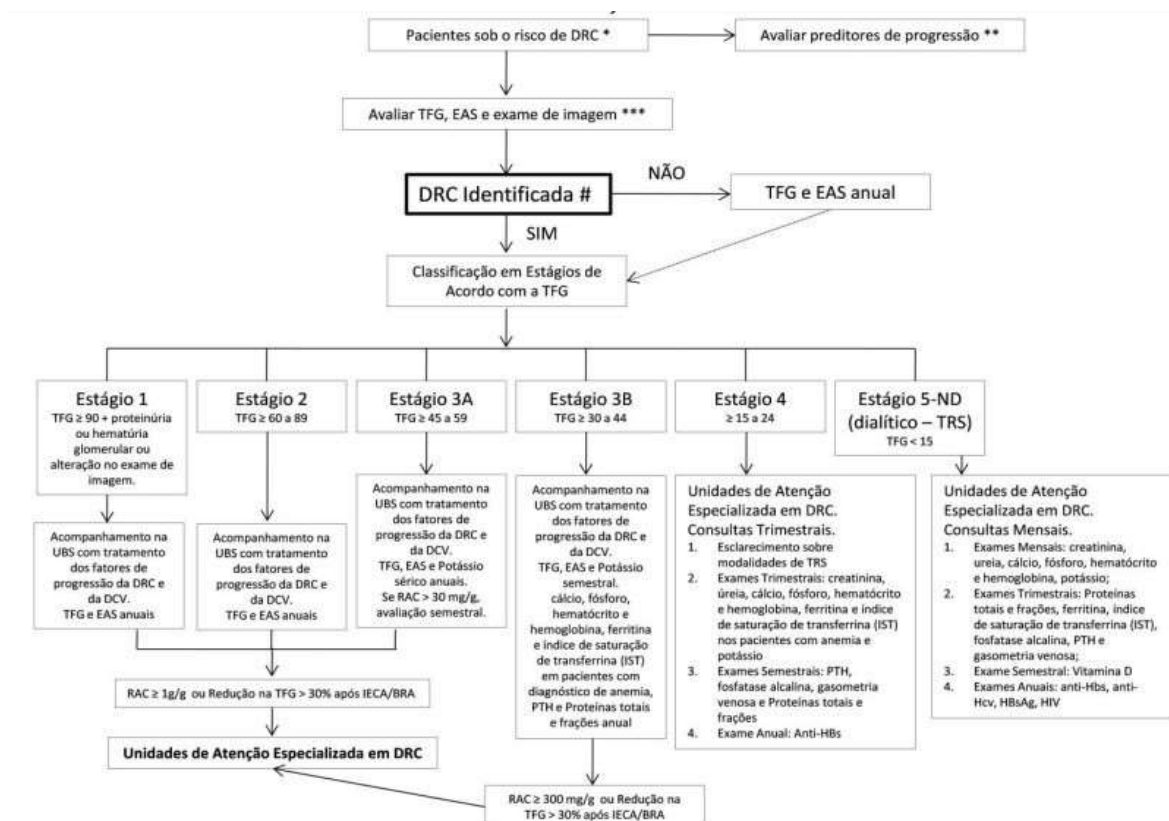 Pacientes sob o risco de DRC *
Avaliar preditores de progressão **
Avaliar TFG, EAS e exame de imagem ***
DRC Identificada #
NÃO
TFG e EAS anual
SIM
Classificação em Estágios de
Acordo com a TFG
Estágio 1
TFG ≥ 90 + proteinúria
ou hematúria
glomerular ou
alteração no exame de
imagem.
Acompanhamento na
UBS com tratamento
dos fatores de
progressão da DRC e
da DCV.
TFG e EAS anuais
Estágio 2
TFG ≥ 60 a 89
Acompanhamento na
UBS com tratamento
dos fatores de
progressão da DRC e
da DCV.
TFG e EAS anuais
Estágio 3A
TFG ≥ 45 a 59
Acompanhamento na
UBS com tratamento
dos fatores de
progressão da DRC e
da DCV.
TFG, EAS e Potássio
sérico anuais.
Se RAC > 30 mg/g,
avaliação semestral.
RAC ≥ 1g/g ou Redução na TFG > 30% após IECA/BRA
Unidades de Atenção Especializada em DRC
Estágio 3B
TFG ≥ 30 a 44
Acompanhamento na
UBS com tratamento
dos fatores de
progressão da DRC e
da DCV.
TFG, EAS e Potássio
semestral.
cálcio, fósforo,
hematócrito e
hemoglobina, ferritina
e índice de saturação
de transferrina (IST)
em pacientes com
diagnóstico de anemia,
PTH e Proteínas totais
e frações anual
RAC ≥ 300 mg/g ou Redução na
TFG > 30% após IECA/BRA
Estágio 4
≥ 15 a 24
Unidades de Atenção
Especializada em DRC.
Consultas Trimestrais.
1. Esclarecimento sobre
modalidades de TRS
2. Exames Trimestrais: creatinina,
úreia, cálcio, fósforo, hematócrito
e hemoglobina, ferritina e indice
de saturação de transferrina (IST)
nos pacientes com anemia e
potássio
3. Exames Semestrais: PTH,
fosfatase alcalina, gasometria
venosa e Proteinas totais e
frações
4. Exame Anual: Anti-HBs
Estágio 5-ND
(dialítico – TRS)
TFG < 15
Unidades de Atenção
Especializada em DRC.
Consultas Mensais.
1. Exames Mensais: creatinina,
ureia, cálcio, fósforo, hematócrito
e hemoglobina, potássio;
2. Exames Trimestrais: Proteínas
totais e frações, ferritina, índice
de saturação de transferrina (IST),
fosfatase alcalina, PTH e
gasometria venosa;
3. Exame Semestral: Vitamina D
4. Exames Anuais: anti-Hbs, anti-
Hcv, HBsAg, HIV